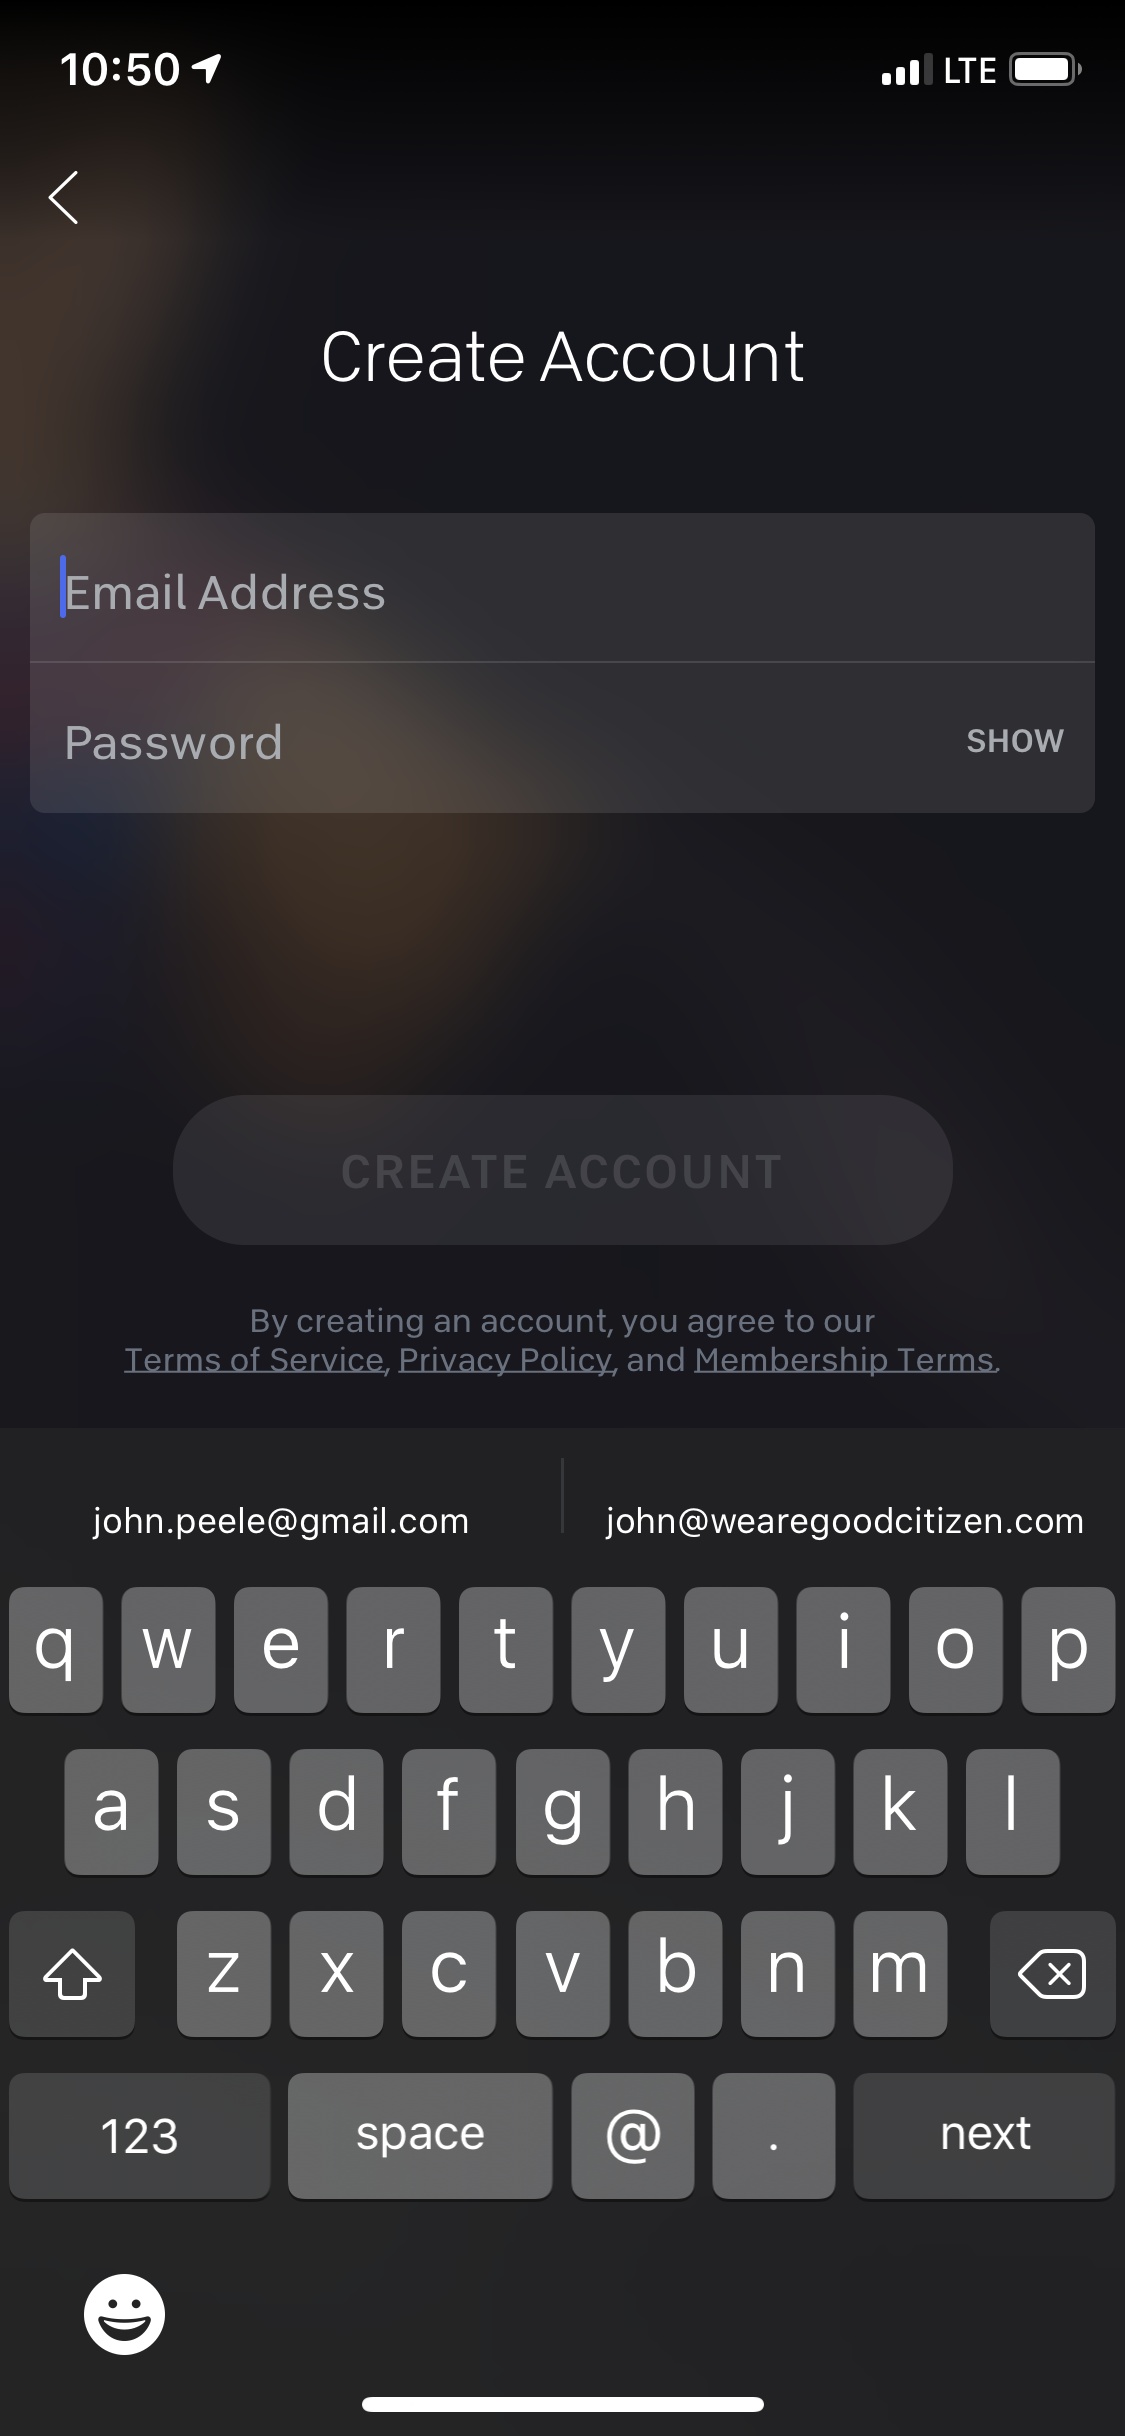 10:50 LTE
Create Account
Email Address
Password SHOW
CREATE ACCOUNT
By creating an account, you agree to our
Terms of Service, Privacy Policy, and Membership Terms.
john.peele@gmail.com john@wearegoodcitizen.com
q w e r t y u i o p
a s d f g h j k l
z x c v b n m
123 space @ . next